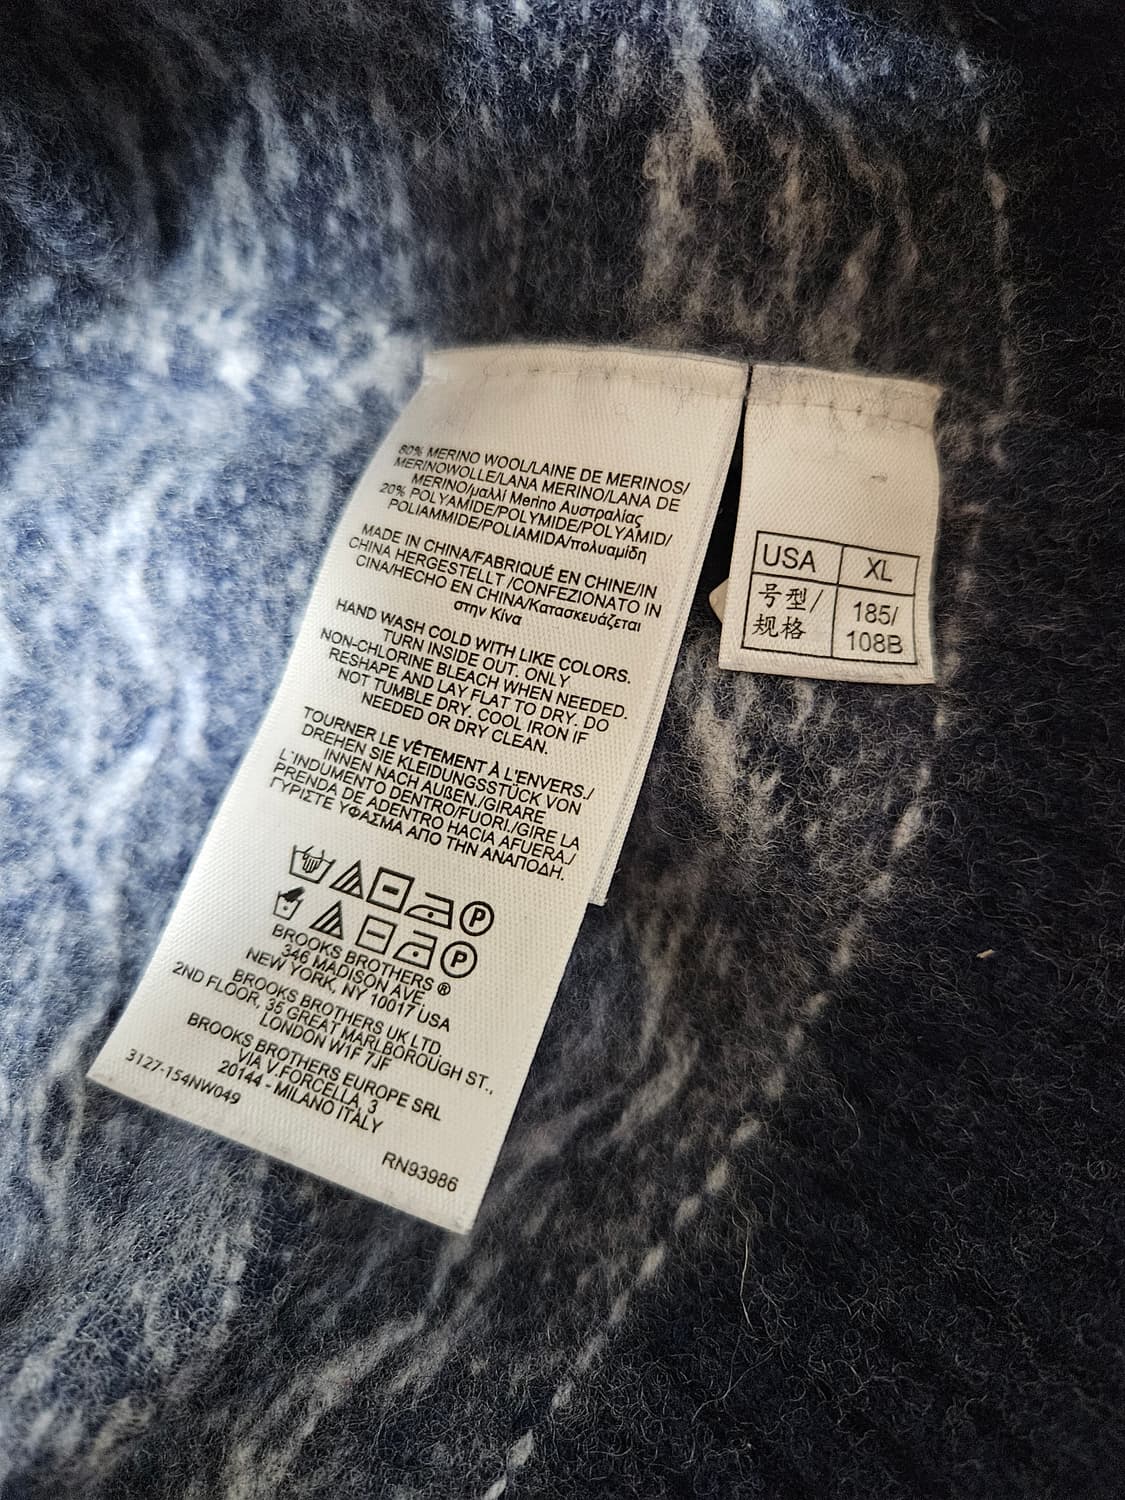 80% MERINO WOOL/LAINE DE MERINOS/
MERINOWOLLE/LANA MERINO/LANA DE
MERINO/μαλλί Merino Αυστραλίας
20% POLYAMIDE/POLYMIDE/POLYAMID/
POLIAMMIDE/POLIAMIDA/πολυαμίδη
MADE IN CHINA/FABRIQUÉ EN CHINE/IN
CHINA HERGESTELLT /CONFEZIONATO IN
CINA/HECHO EN CHINA/Κατασκευάζεται
στην Κίνα
HAND WASH COLD WITH LIKE COLORS.
TURN INSIDE OUT. ONLY
NON-CHLORINE BLEACH WHEN NEEDED.
RESHAPE AND LAY FLAT TO DRY. DO
NOT TUMBLE DRY. COOL IRON IF
NEEDED OR DRY CLEAN.
TOURNER LE VÊTEMENT À L'ENVERS./
DREHEN SIE KLEIDUNGSSTÜCK VON
INNEN NACH AUßEN./GIRARE
L'INDUMENTO DENTRO/FUORI./GIRE LA
PRENDA DE ADENTRO HACIA AFUERA./
ΓΥΡΙΣΤΕ ΥΦΑΣΜΑ ΑΠΟ ΤΗΝ ΑΝΑΠΟΔΗ.
P
P
BROOKS BROTHERS ®
346 MADISON AVE.
NEW YORK, NY 10017 USA
BROOKS BROTHERS UK LTD
2ND FLOOR, 35 GREAT MARLBOROUGH ST.,
LONDON W1F 7JF
BROOKS BROTHERS EUROPE SRL
VIA V.FORCELLA, 3
20144 - MILANO ITALY
3127-154NW049
RN93986
USA XL
号型/ 185/
规格 108B